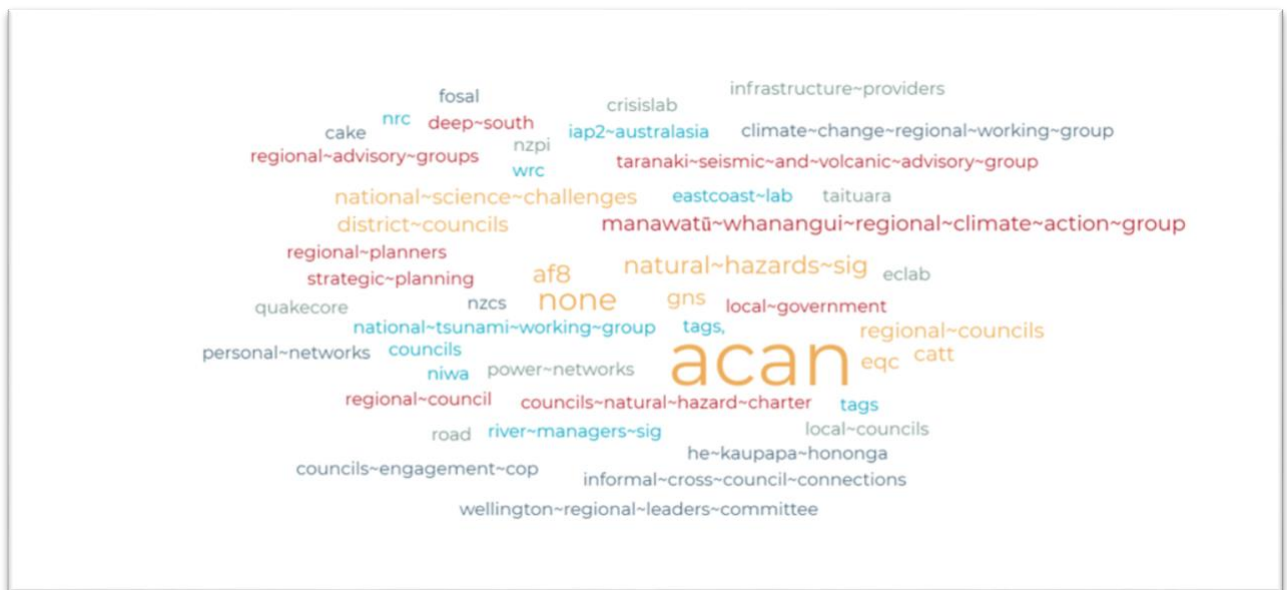 infrastructure~providers
fosal
crisislab
nrc deep~south iap2~australasia climate~change~regional~working~group
cake
regional~advisory~groups nzpi taranaki~seismic~and~volcanic~advisory~group
wrc
national~science~challenges eastcoast~lab taituara
district~councils manawatū~whanangui~regional~climate~action~group
regional~planners
strategic~planning af8 natural~hazards~sig eclab
quakecore nzcs none gns local~government
national~tsunami~working~group tags, regional~councils
personal~networks councils acan eqc catt
niwa power~networks
regional~council councils~natural~hazard~charter tags
road river~managers~sig local~councils
he~kaupapa~hononga
councils~engagement~cop informal~cross~council~connections
wellington~regional~leaders~committee